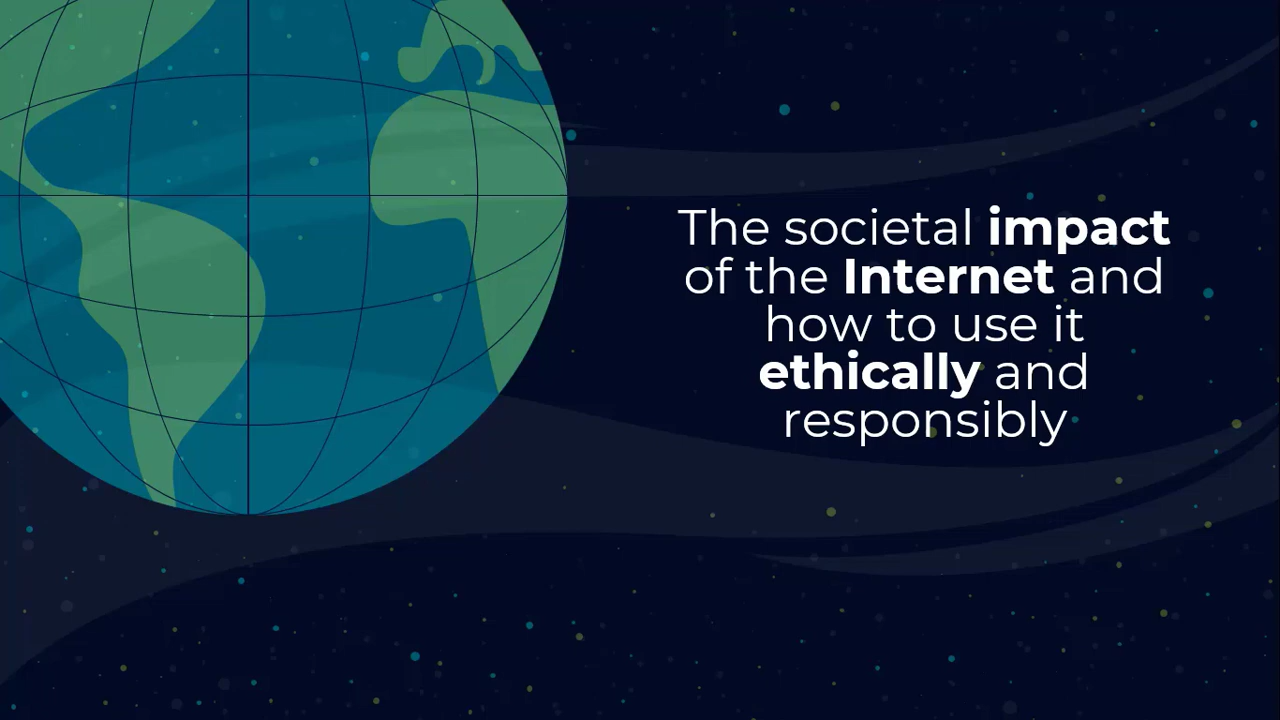 The societal impact
of the Internet and
how to use it
ethically and
responsibly